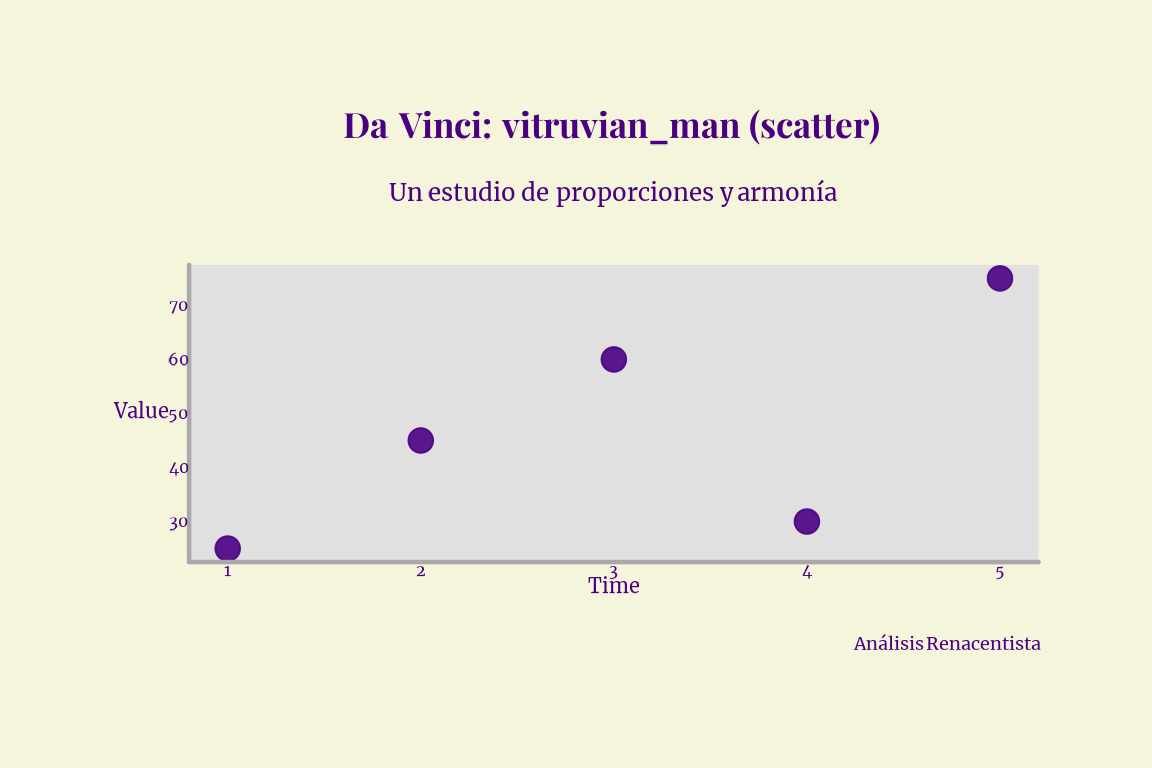 Da Vinci: vitruvian_man (scatter)
Un estudio de proporciones y armonía
70
60
Value
50
40
30
1 2 3 4 5
Time
Análisis Renacentista